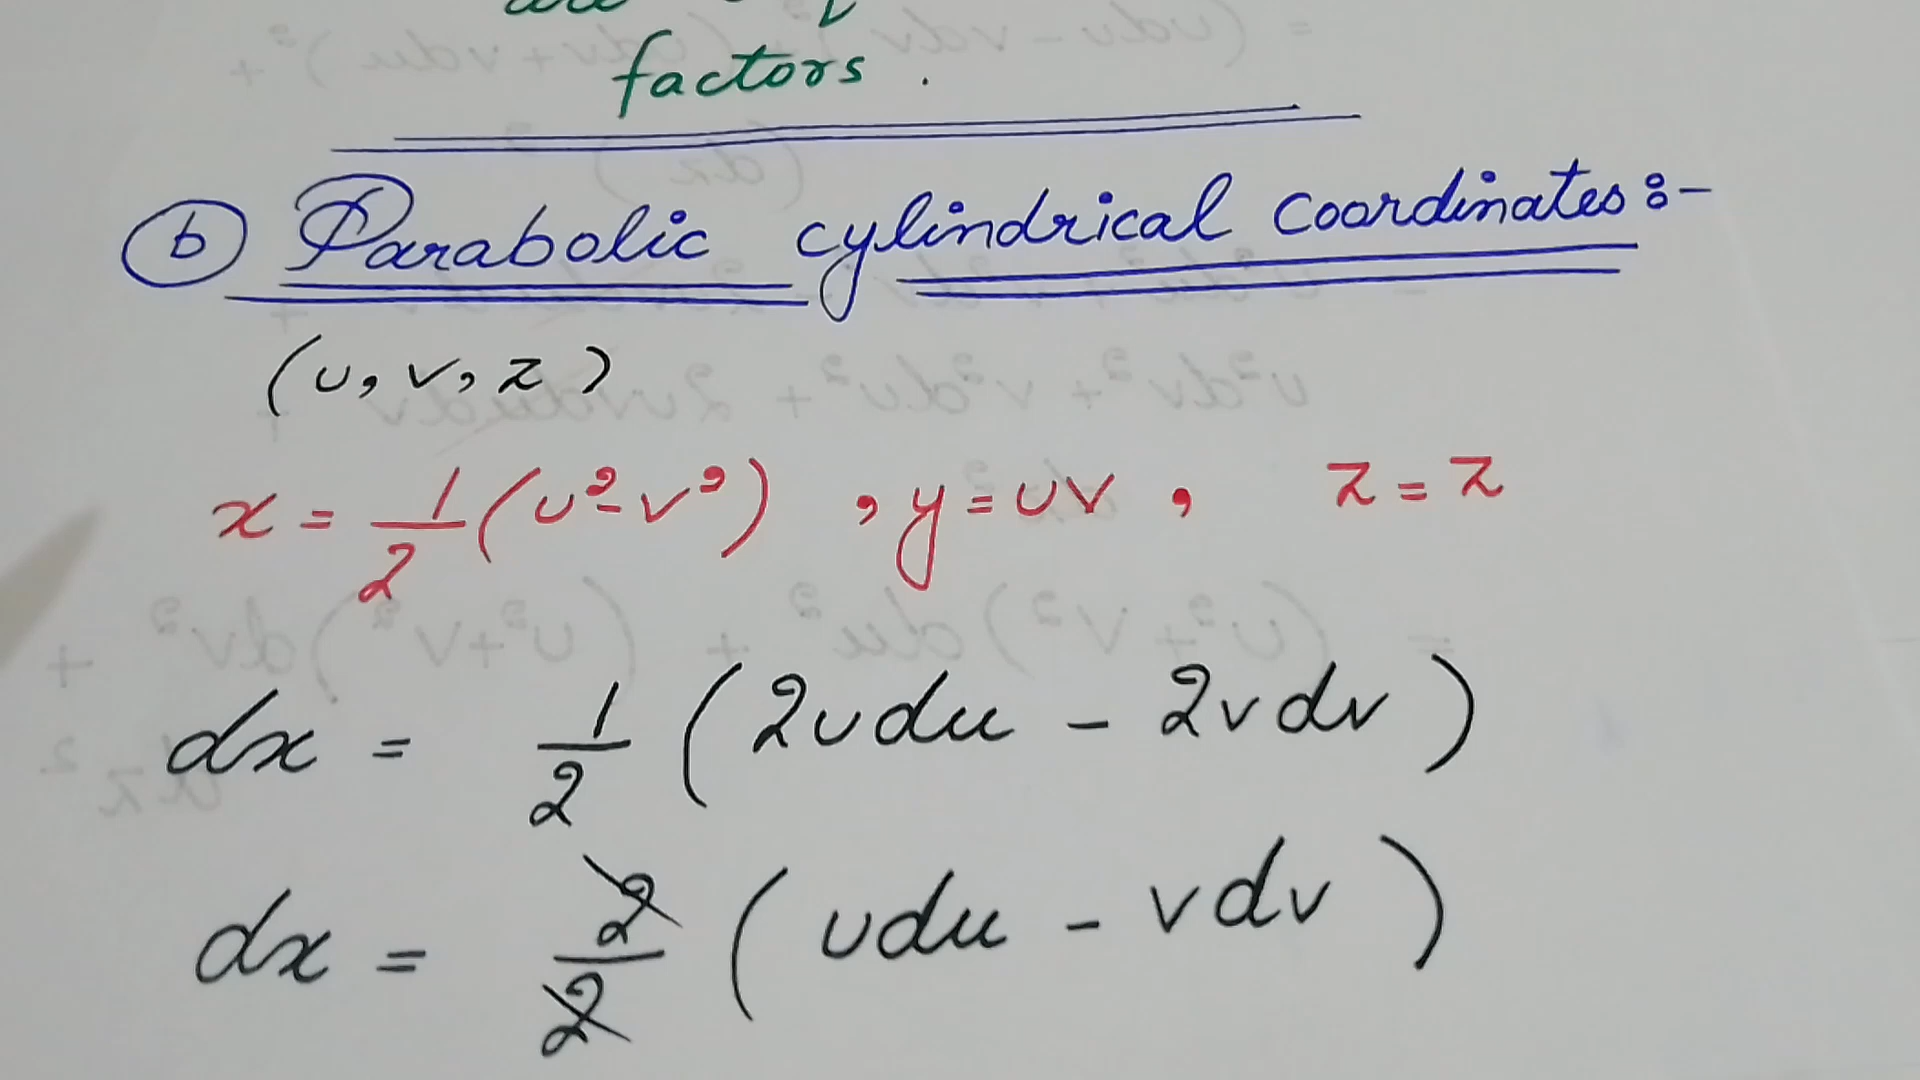 are
factors.
(b) Parabolic cylindrical coordinates:-
(u, v, z)
x = 1/2 (u² - v²), y = uv, z = z
dx = 1/2 (2udu - 2vdv)
dx = 2/2 (udu - vdv)